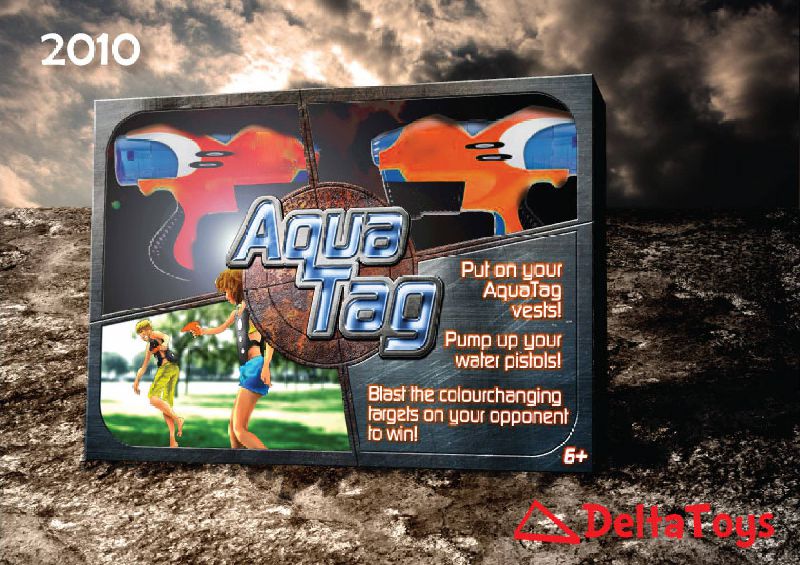 2010
Aqua
Tag
Put on your
AquaTag
vests!
Pump up your
water pistols!
Blast the colourchanging
targets on your opponent
to win!
6+
DeltaToys